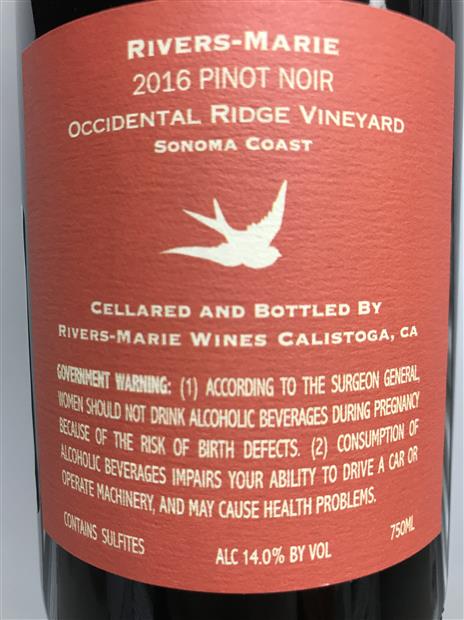 RIVERS-MARIE
2016 PINOT NOIR
OCCIDENTAL RIDGE VINEYARD
SONOMA COAST
CELLARED AND BOTTLED BY
RIVERS-MARIE WINES CALISTOGA, CA
GOVERNMENT WARNING: (1) ACCORDING TO THE SURGEON GENERAL,
WOMEN SHOULD NOT DRINK ALCOHOLIC BEVERAGES DURING PREGNANCY
BECAUSE OF THE RISK OF BIRTH DEFECTS. (2) CONSUMPTION OF
ALCOHOLIC BEVERAGES IMPAIRS YOUR ABILITY TO DRIVE A CAR OR
OPERATE MACHINERY, AND MAY CAUSE HEALTH PROBLEMS.
CONTAINS SULFITES
ALC 14.0% BY VOL
750ML